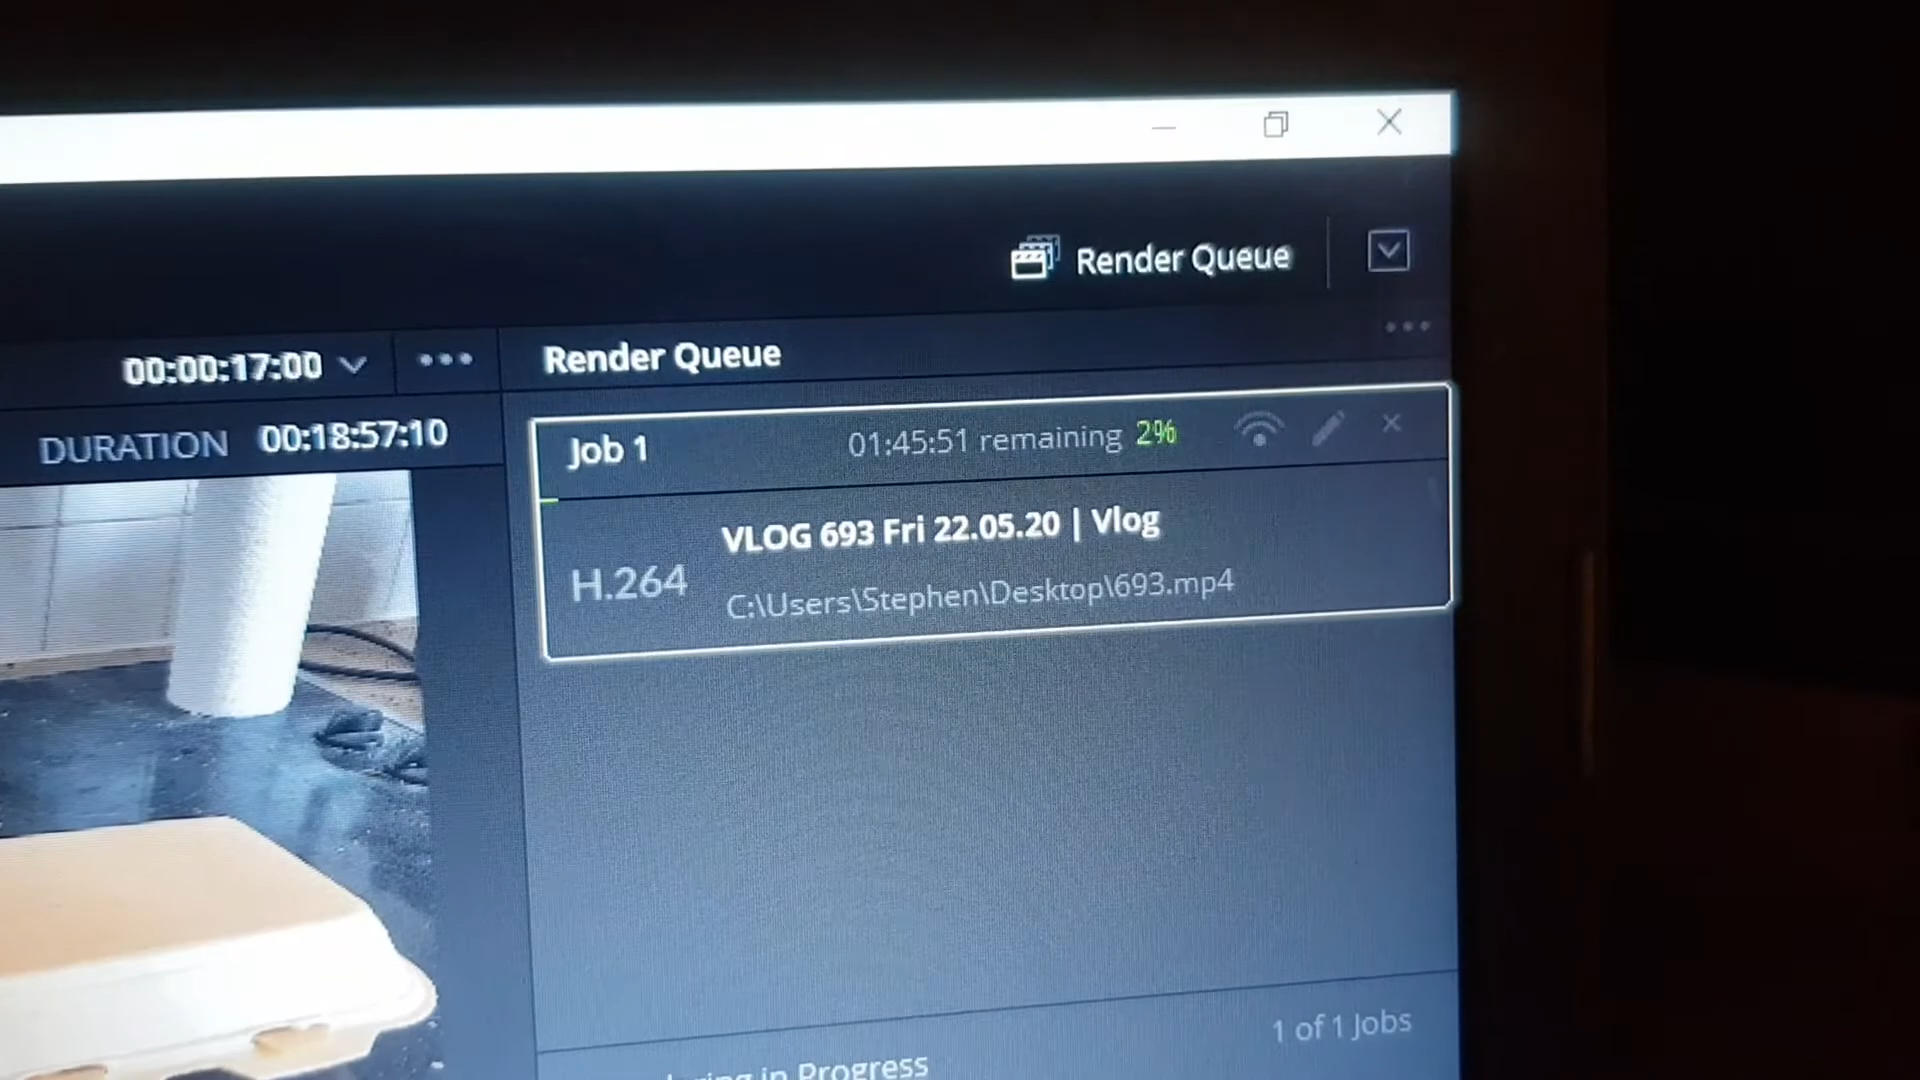 Render Queue
00:00:17:00
Render Queue
DURATION 00:18:57:10
Job 1
01:45:51 remaining 2%
VLOG 693 Fri 22.05.20 | Vlog
H.264
C:\Users\Stephen\Desktop\693.mp4
1 of 1 Jobs
in Progress